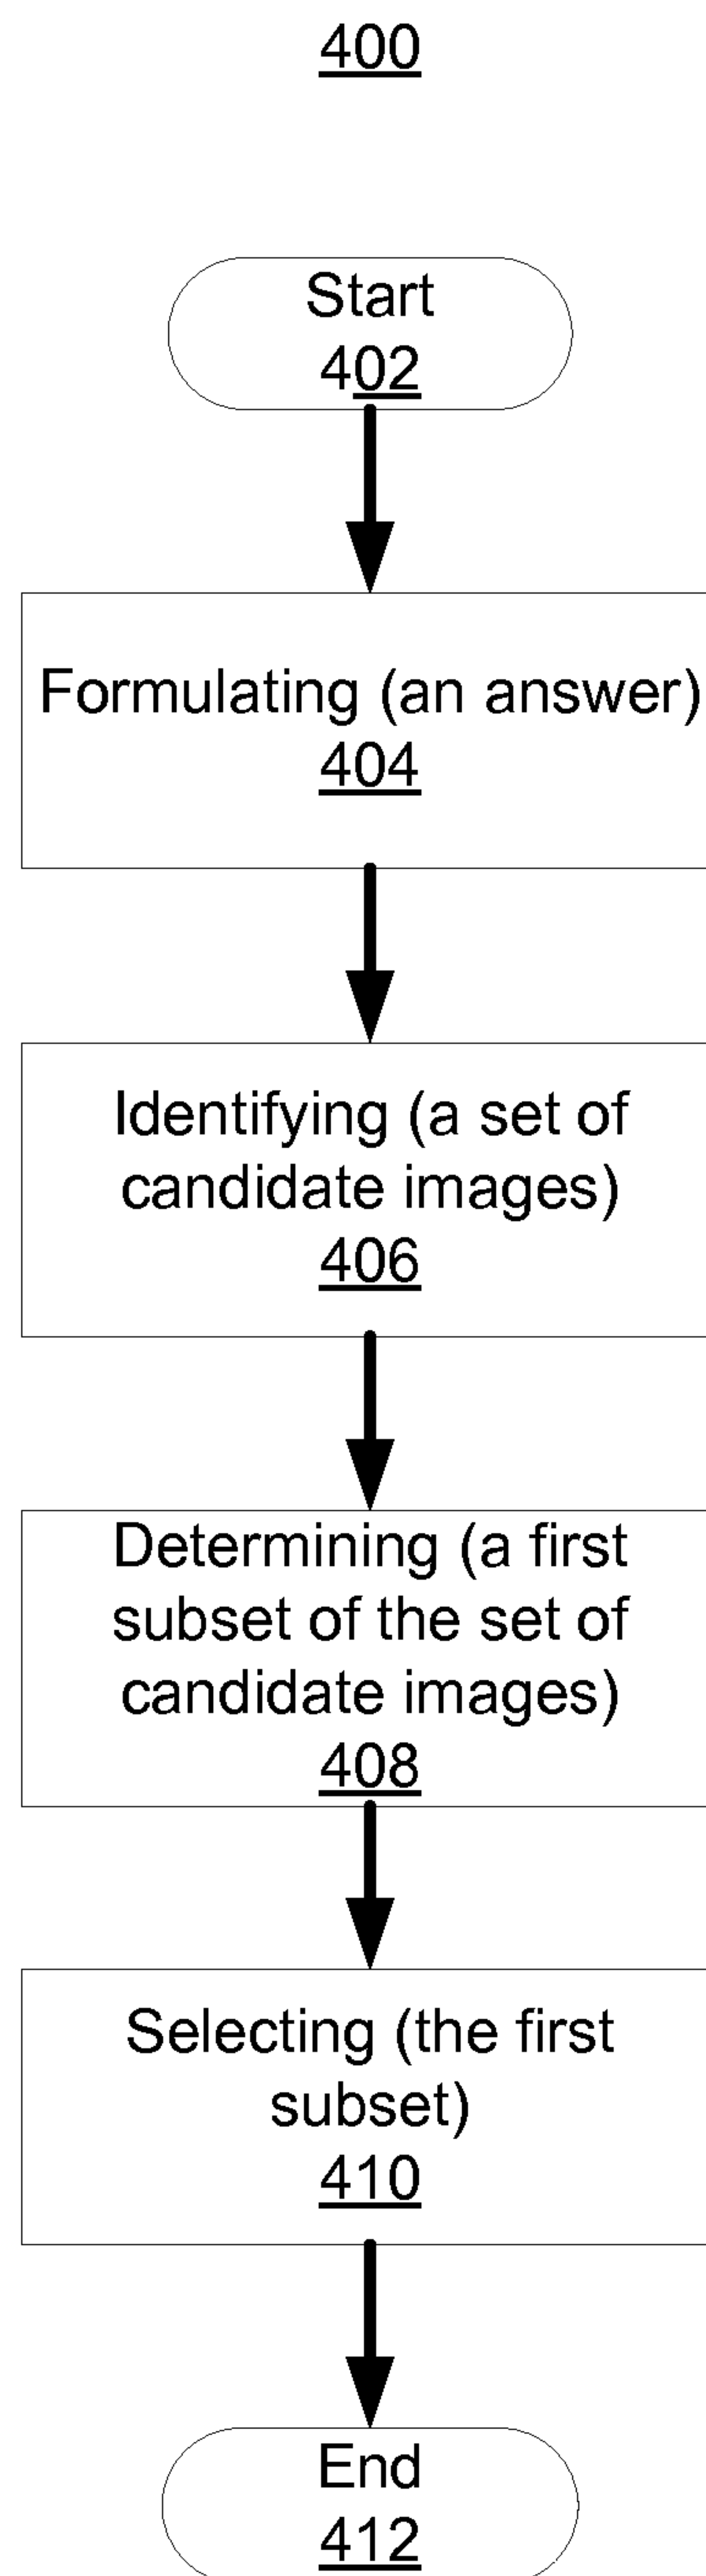 400
Start
402
Formulating (an answer)
404
Identifying (a set of
candidate images)
406
Determining (a first
subset of the set of
candidate images)
408
Selecting (the first
subset)
410
End
412